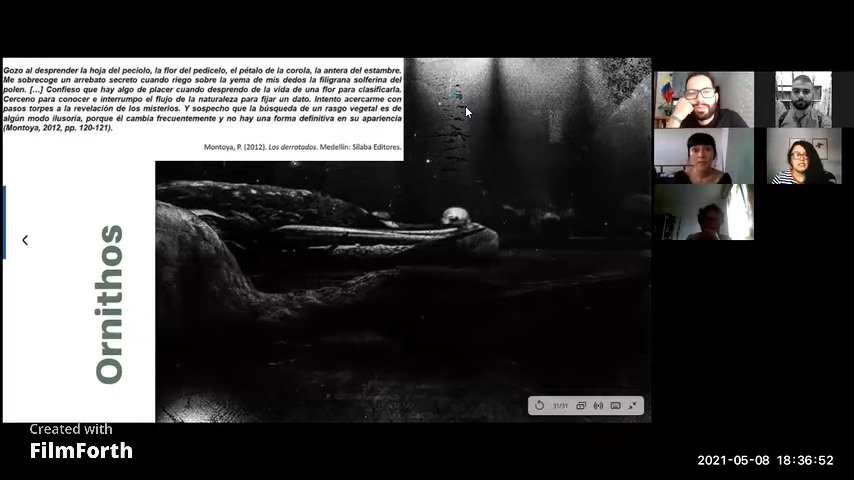 Gozo al desprender la hoja del peciolo, la flor del pedicelo, el pétalo de la corola, la antera del estambre.
Me sobrecoge un arrebato secreto cuando riego sobre la yema de mis dedos la filigrana solferina del
polen. [...] Confieso que hay algo de placer cuando desprendo de la vida de una flor para clasificarla.
Cerceno para conocer e interrumpo el flujo de la naturaleza para fijar un dato. Intento acercarme con
pasos torpes a la revelación de los misterios. Y sospecho que la búsqueda de un rasgo vegetal es de
algún modo ilusoria, porque él cambia frecuentemente y no hay una forma definitiva en su apariencia
(Montoya, 2012, pp. 120-121).
Montoya, P. (2012). Los derrotados. Medellín: Sílaba Editores.
Ornithos
31/31
Created with
FilmForth
2021-05-08 18:36:52